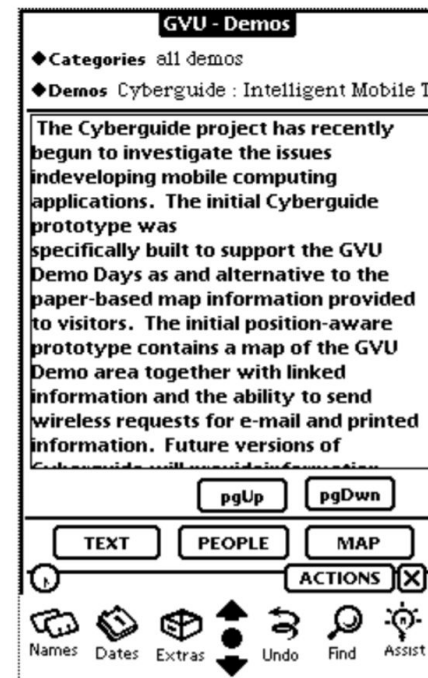 GVU - Demos
◆Categories all demos
◆Demos Cyberguide : Intelligent Mobile T
The Cyberguide project has recently
begun to investigate the issues
indeveloping mobile computing
applications. The initial Cyberguide
prototype was
specifically built to support the GVU
Demo Days as and alternative to the
paper-based map information provided
to visitors. The initial position-aware
prototype contains a map of the GVU
Demo area together with linked
information and the ability to send
wireless requests for e-mail and printed
information. Future versions of
Cyberguide will provideinformation
pgUp pgDwn
TEXT PEOPLE MAP
ACTIONS
Names Dates Extras Undo Find Assist